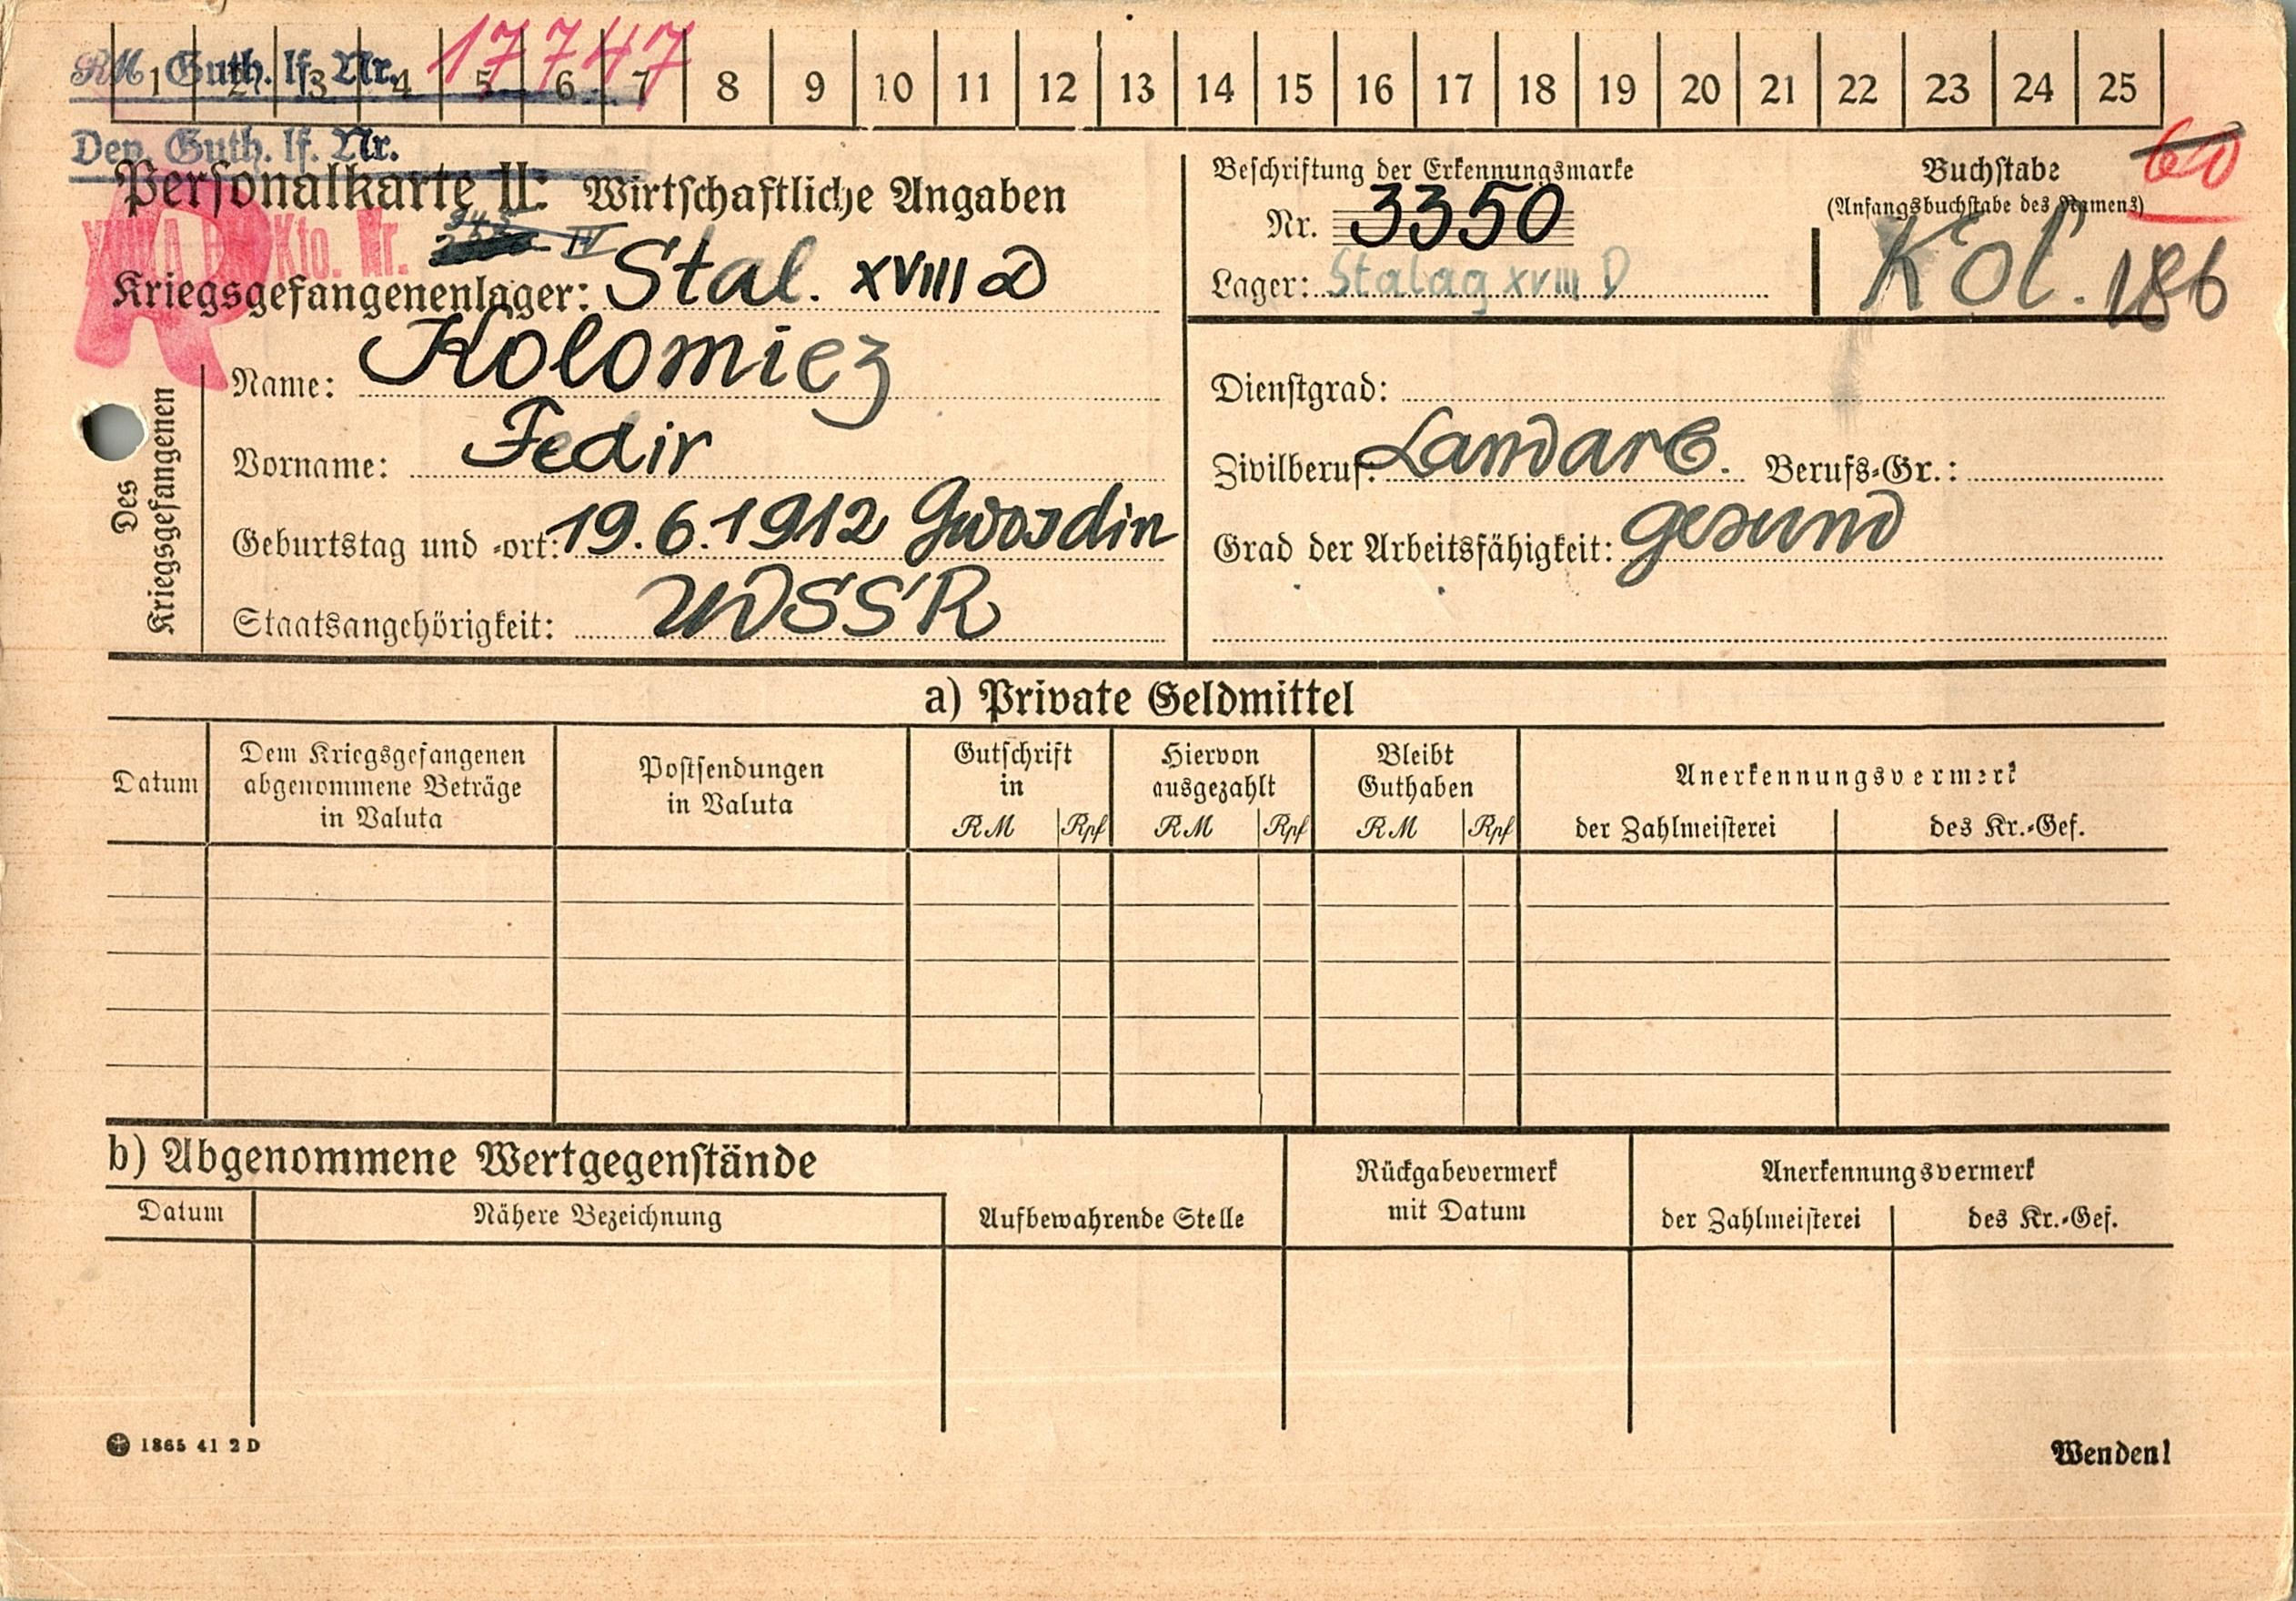 1 2 3 4 5 6 7 8 9 10 11 12 13 14 15 16 17 18 19 20 21 22 23 24 25
RM Guth. lf. Nr. 17747
Dep. Guth. lf. Nr.
60
Personalkarte II: Wirtschaftliche Angaben
Kto. Nr. IV
Kriegsgefangenenlager: Stal. XVIII D
Beschriftung der Erkennungsmarke
Nr. 3350
Lager: Stalag XVIII D
Buchstabe
(Anfangsbuchstabe des Namens)
Kol. 186
R
Des Kriegsgefangenen
Name: Kolomiez
Vorname: Fedir
Geburtstag und -ort: 19.6.1912 Gwosdin
Staatsangehörigkeit: UDSSR
Dienstgrad:
Zivilberuf: Landarb. Berufs-Gr.:
Grad der Arbeitsfähigkeit: gesund
a) Private Geldmittel
Datum
Dem Kriegsgefangenen
abgenommene Beträge
in Valuta
Postsendungen
in Valuta
Gutschrift
in
RM Rpf
Hiervon
ausgezahlt
RM Rpf
Bleibt
Guthaben
RM Rpf
Anerkennungsvermerk
der Zahlmeisterei des Kr.-Gef.
b) Abgenommene Wertgegenstände
Datum Nähere Bezeichnung
Aufbewahrende Stelle
Rückgabevermerk
mit Datum
Anerkennungsvermerk
der Zahlmeisterei des Kr.-Gef.
1865 41 2 D
Wenden!